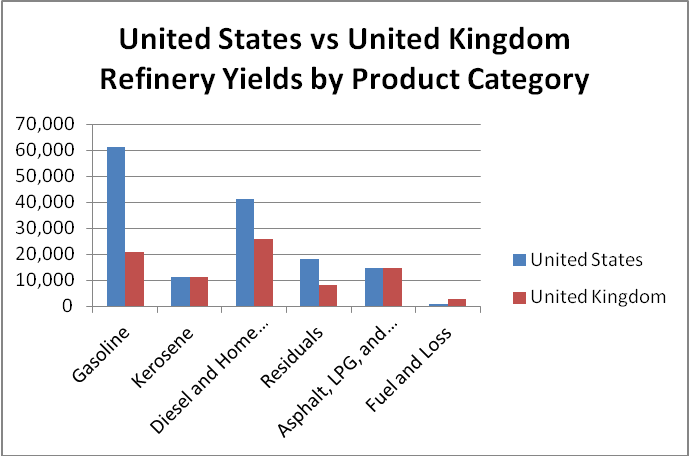 United States vs United Kingdom
Refinery Yields by Product Category
70,000
60,000
50,000
40,000
30,000
20,000
10,000
0
Gasoline
Kerosene
Diesel and Home...
Residuals
Asphalt, LPG, and...
Fuel and Loss
United States
United Kingdom